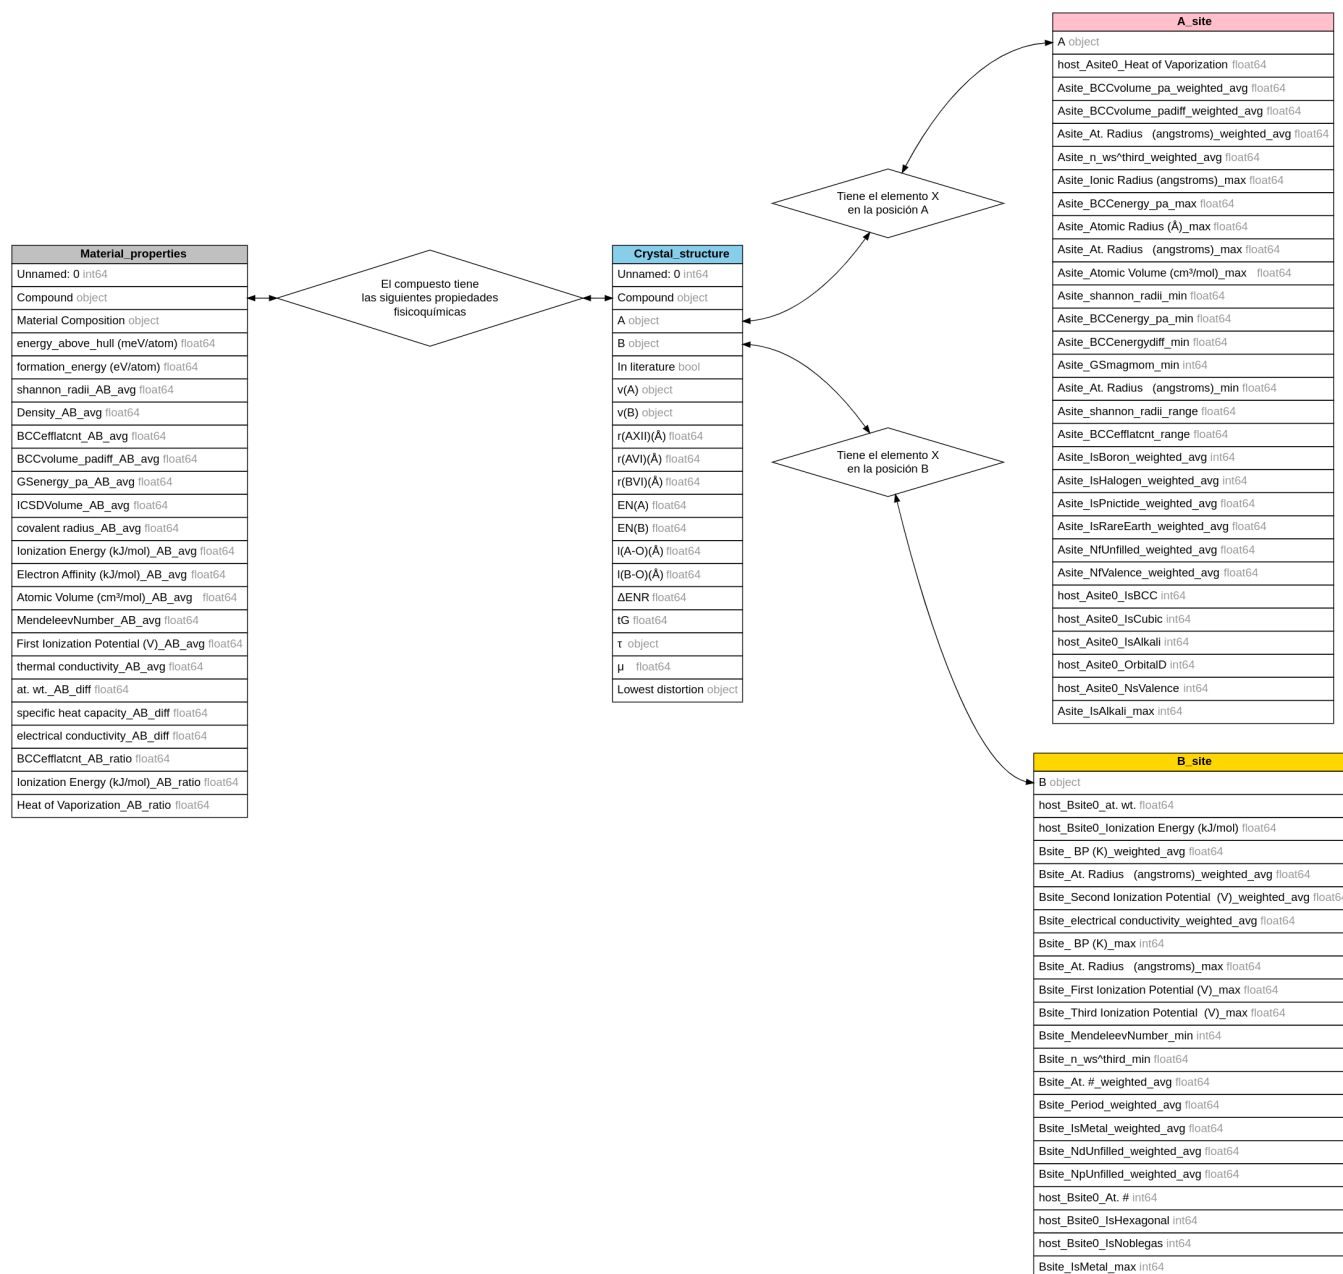 Material_properties
Unnamed: 0 int64
Compound object
Material Composition object
energy_above_hull (meV/atom) float64
formation_energy (eV/atom) float64
shannon_radii_AB_avg float64
Density_AB_avg float64
BCCefflatcnt_AB_avg float64
BCCvolume_padiff_AB_avg float64
GSenergy_pa_AB_avg float64
ICSDVolume_AB_avg float64
covalent radius_AB_avg float64
Ionization Energy (kJ/mol)_AB_avg float64
Electron Affinity (kJ/mol)_AB_avg float64
Atomic Volume (cm³/mol)_AB_avg float64
MendeleevNumber_AB_avg float64
First Ionization Potential (V)_AB_avg float64
thermal conductivity_AB_avg float64
at. wt._AB_diff float64
specific heat capacity_AB_diff float64
electrical conductivity_AB_diff float64
BCCefflatcnt_AB_ratio float64
Ionization Energy (kJ/mol)_AB_ratio float64
Heat of Vaporization_AB_ratio float64
El compuesto tiene
las siguientes propiedades
fisicoquímicas
Crystal_structure
Unnamed: 0 int64
Compound object
A object
B object
In literature bool
v(A) object
v(B) object
r(AXII)(Å) float64
r(AVI)(Å) float64
r(BVI)(Å) float64
EN(A) float64
EN(B) float64
l(A-O)(Å) float64
l(B-O)(Å) float64
ΔENR float64
tG float64
τ object
μ float64
Lowest distortion object
Tiene el elemento X
en la posición A
Tiene el elemento X
en la posición B
A_site
A object
host_Asite0_Heat of Vaporization float64
Asite_BCCvolume_pa_weighted_avg float64
Asite_BCCvolume_padiff_weighted_avg float64
Asite_At. Radius (angstroms)_weighted_avg float64
Asite_n_ws^third_weighted_avg float64
Asite_Ionic Radius (angstroms)_max float64
Asite_BCCenergy_pa_max float64
Asite_Atomic Radius (Å)_max float64
Asite_At. Radius (angstroms)_max float64
Asite_Atomic Volume (cm³/mol)_max float64
Asite_shannon_radii_min float64
Asite_BCCenergy_pa_min float64
Asite_BCCenergydiff_min float64
Asite_GSmagmom_min int64
Asite_At. Radius (angstroms)_min float64
Asite_shannon_radii_range float64
Asite_BCCefflatcnt_range float64
Asite_IsBoron_weighted_avg int64
Asite_IsHalogen_weighted_avg int64
Asite_IsPnictide_weighted_avg float64
Asite_IsRareEarth_weighted_avg float64
Asite_NfUnfilled_weighted_avg float64
Asite_NfValence_weighted_avg float64
host_Asite0_IsBCC int64
host_Asite0_IsCubic int64
host_Asite0_IsAlkali int64
host_Asite0_OrbitalD int64
host_Asite0_NsValence int64
Asite_IsAlkali_max int64
B_site
B object
host_Bsite0_at. wt. float64
host_Bsite0_Ionization Energy (kJ/mol) float64
Bsite_ BP (K)_weighted_avg float64
Bsite_At. Radius (angstroms)_weighted_avg float64
Bsite_Second Ionization Potential (V)_weighted_avg float64
Bsite_electrical conductivity_weighted_avg float64
Bsite_ BP (K)_max int64
Bsite_At. Radius (angstroms)_max float64
Bsite_First Ionization Potential (V)_max float64
Bsite_Third Ionization Potential (V)_max float64
Bsite_MendeleevNumber_min int64
Bsite_n_ws^third_min float64
Bsite_At. #_weighted_avg float64
Bsite_Period_weighted_avg float64
Bsite_IsMetal_weighted_avg float64
Bsite_NdUnfilled_weighted_avg float64
Bsite_NpUnfilled_weighted_avg float64
host_Bsite0_At. # int64
host_Bsite0_IsHexagonal int64
host_Bsite0_IsNoblegas int64
Bsite_IsMetal_max int64